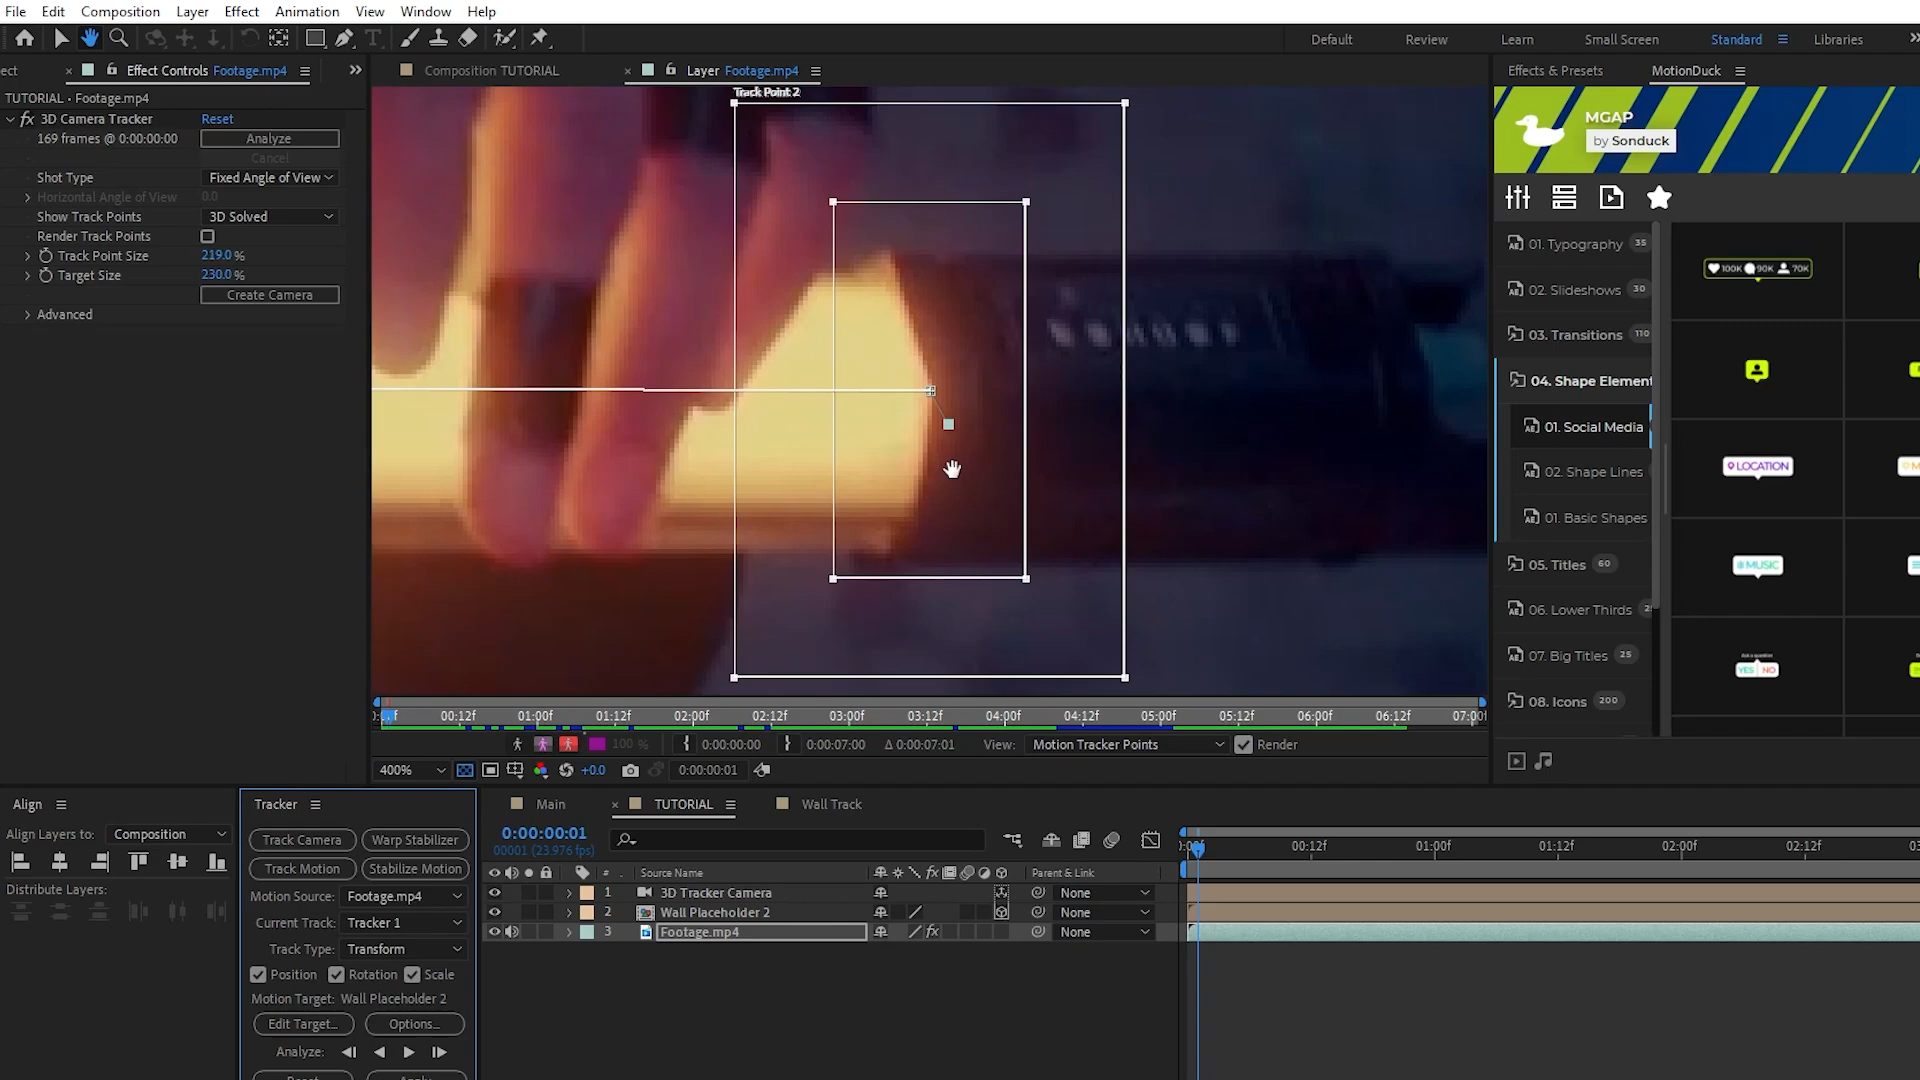 File Edit Composition Layer Effect Animation View Window Help
Default Review Learn Small Screen Standard Libraries
ect
Effect Controls Footage.mp4
TUTORIAL • Footage.mp4
fx 3D Camera Tracker Reset
169 frames @ 0:00:00:00 Analyze
Cancel
Shot Type Fixed Angle of View
Horizontal Angle of View 0.0
Show Track Points 3D Solved
Render Track Points
Track Point Size 219.0 %
Target Size 230.0 %
Create Camera
Advanced
Composition TUTORIAL
Layer Footage.mp4
Track Point 2
00:12f 01:00f 01:12f 02:00f 02:12f 03:00f 03:12f 04:00f 04:12f 05:00f 05:12f 06:00f 06:12f 07:00f
100 % 0:00:00:00 0:00:07:00 Δ 0:00:07:01 View: Motion Tracker Points Render
400% +0.0 0:00:00:01
Effects & Presets MotionDuck
MGAP
by Sonduck
01. Typography 35
02. Slideshows 30
03. Transitions 110
04. Shape Element
01. Social Media
02. Shape Lines
01. Basic Shapes
05. Titles 60
06. Lower Thirds
07. Big Titles 25
08. Icons 200
100K 90K 70K
LOCATION
MUSIC
YES NO
Align
Align Layers to: Composition
Distribute Layers:
Tracker
Track Camera Warp Stabilizer
Track Motion Stabilize Motion
Motion Source: Footage.mp4
Current Track: Tracker 1
Track Type: Transform
Position Rotation Scale
Motion Target: Wall Placeholder 2
Edit Target... Options...
Analyze:
Reset Apply
Main TUTORIAL Wall Track
0:00:00:01
00001 (23.976 fps)
# Source Name fx Parent & Link
1 3D Tracker Camera None
2 Wall Placeholder 2 None
3 Footage.mp4 fx None
00:12f 01:00f 01:12f 02:00f 02:12f